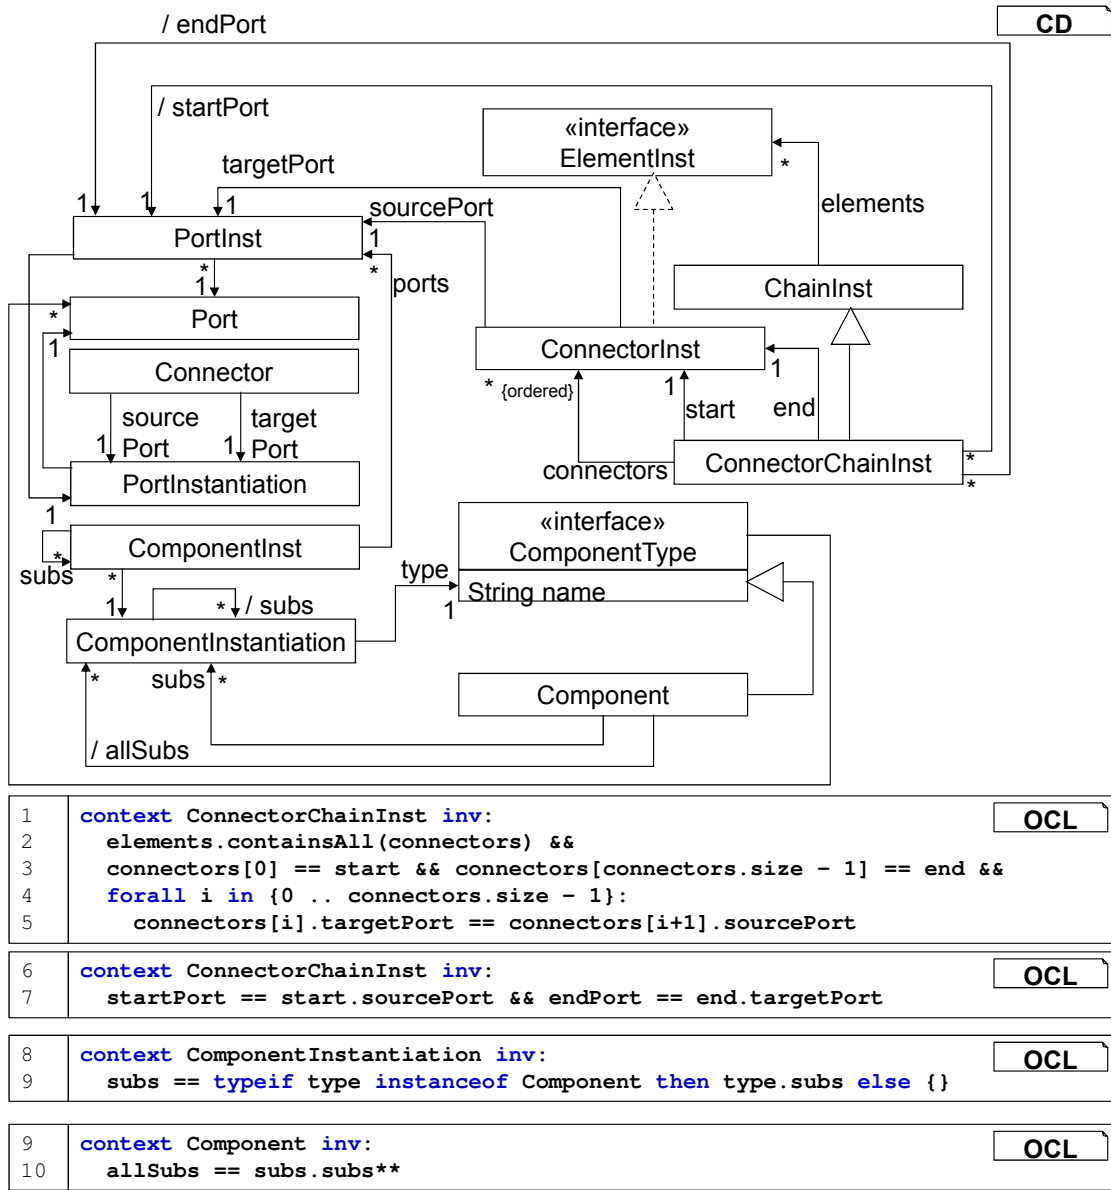 / endPort
CD
/ startPort
«interface»
ElementInst
*
targetPort
elements
1
1
1
sourcePort
PortInst
1
*
*
ports
ChainInst
1
*
Port
1
ConnectorInst
Connector
*
{ordered}
1
1
source
Port
target
Port
start
end
1
1
connectors
ConnectorChainInst
*
*
PortInstantiation
1
«interface»
ComponentType
ComponentInst
*
subs
*
type
String name
1
*
/ subs
1
ComponentInstantiation
*
subs
*
Component
/ allSubs
1 context ConnectorChainInst inv:
OCL
2 elements.containsAll(connectors) &&
3 connectors[0] == start && connectors[connectors.size - 1] == end &&
4 forall i in {0 .. connectors.size - 1}:
5 connectors[i].targetPort == connectors[i+1].sourcePort
6 context ConnectorChainInst inv:
OCL
7 startPort == start.sourcePort && endPort == end.targetPort
8 context ComponentInstantiation inv:
OCL
9 subs == typeif type instanceof Component then type.subs else {}
9 context Component inv:
OCL
10 allSubs == subs.subs**